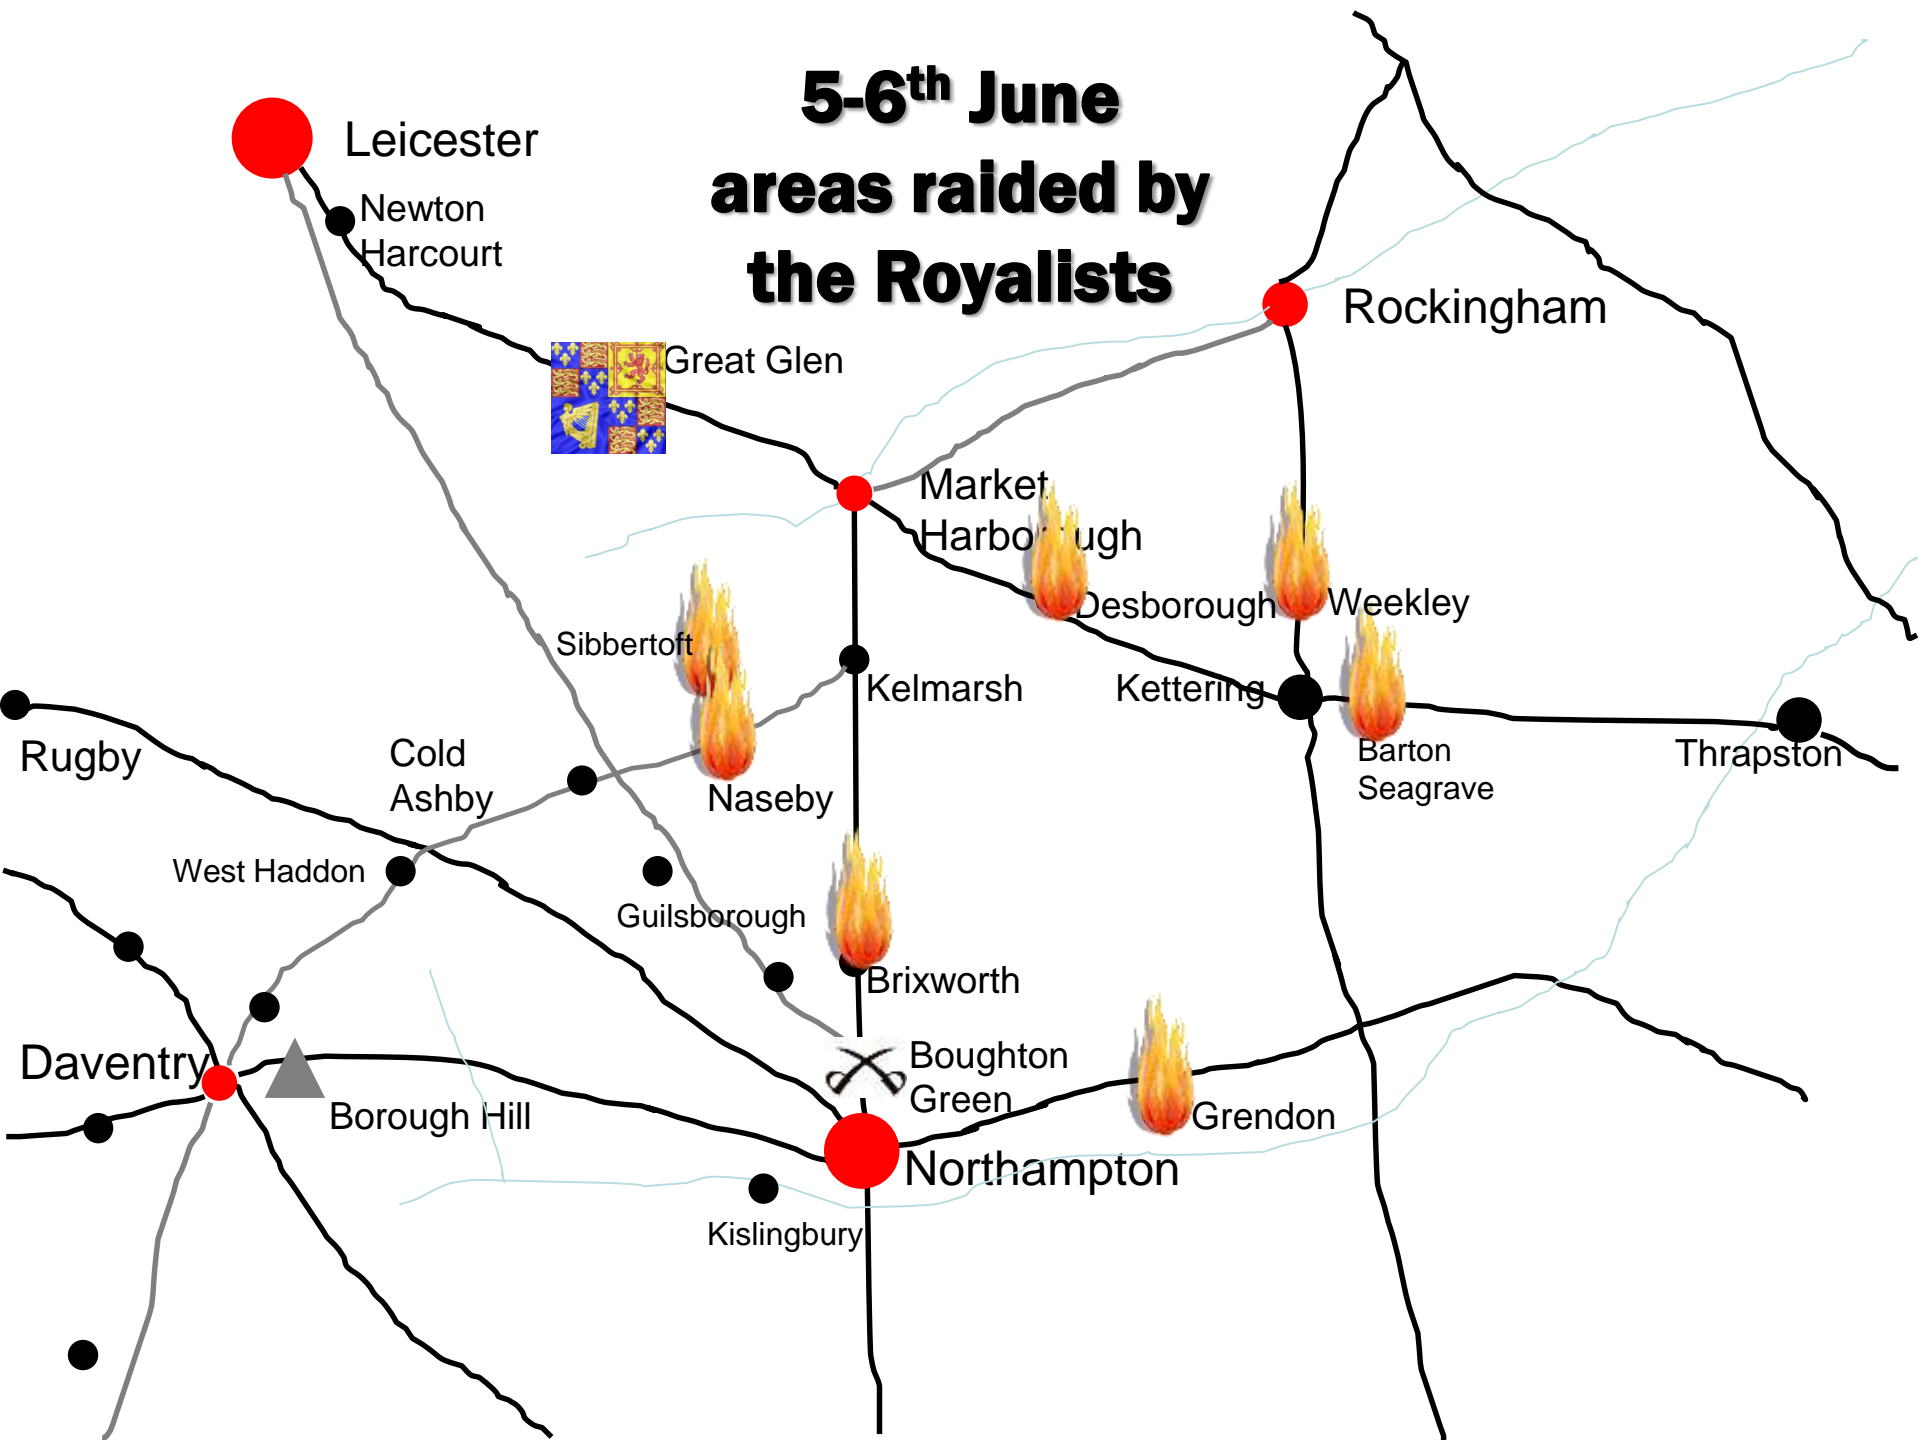 5-6th June
areas raided by
the Royalists
Leicester
Newton
Harcourt
Great Glen
Rockingham
Market
Harborough
Desborough
Weekley
Sibbertoft
Kelmarsh
Kettering
Rugby
Cold
Ashby
Naseby
Barton
Seagrave
Thrapston
West Haddon
Guilsborough
Brixworth
Daventry
Boughton
Green
Borough Hill
Grendon
Northampton
Kislingbury